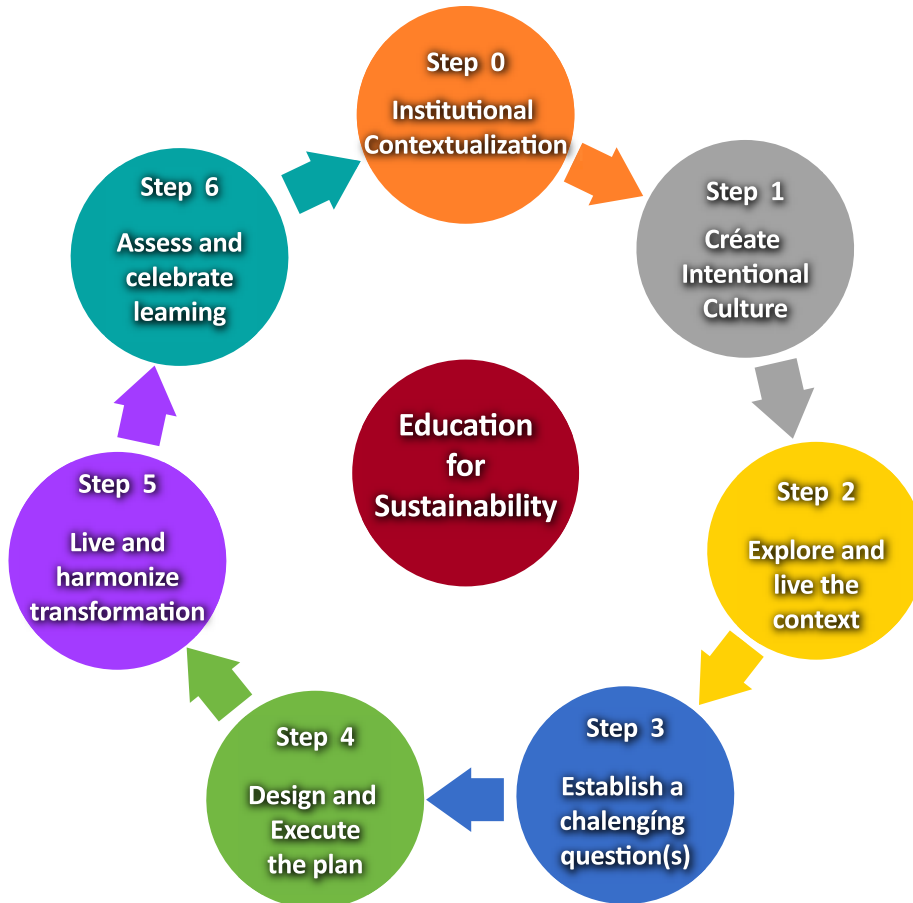 Step 0
Institutional
Contextualization
Step 1
Créate
Intentional
Culture
Step 2
Explore and
live the
context
Step 3
Establish a
chalengíng
question(s)
Step 4
Design and
Execute
the plan
Step 5
Live and
harmonize
transformation
Step 6
Assess and
celebrate
leaming
Education
for
Sustainability